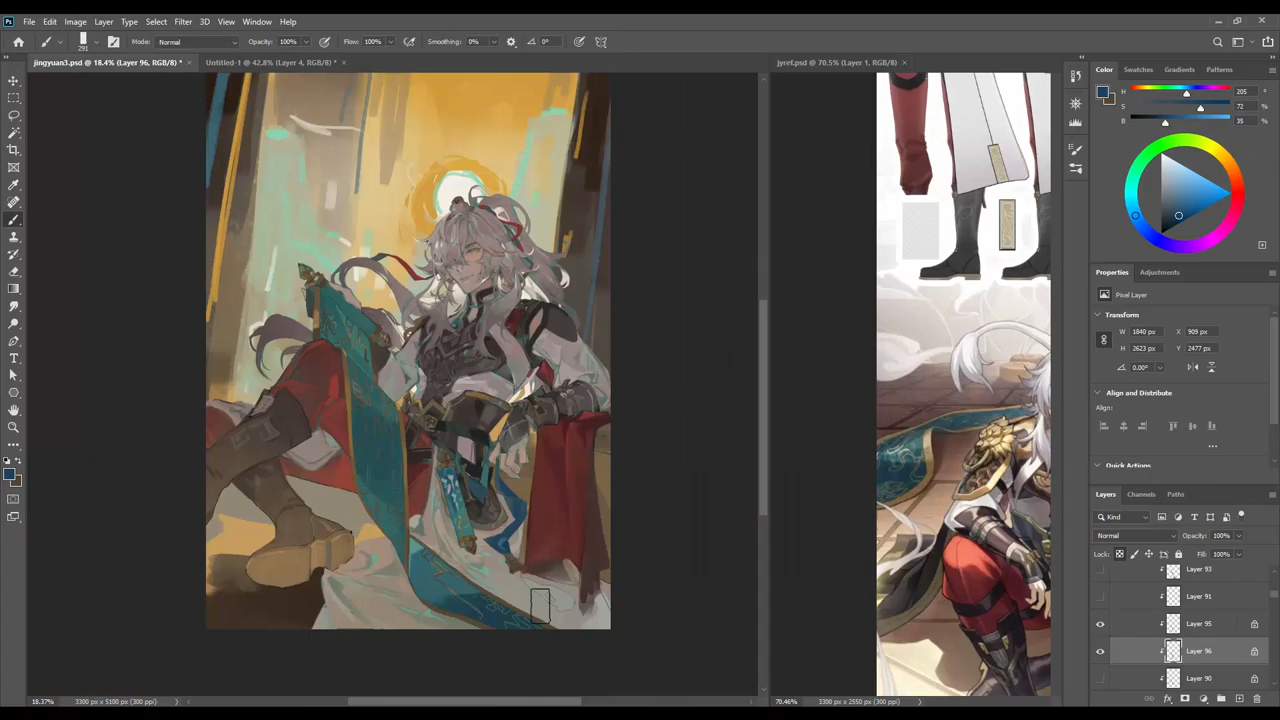 Ps File Edit Image Layer Type Select Filter 3D View Window Help
291 Mode: Normal Opacity: 100% Flow: 100% Smoothing: 0% 0°
jingyuan3.psd @ 18.4% (Layer 96, RGB/8) * × Untitled-1 @ 42.8% (Layer 4, RGB/8) * × jyref.psd @ 70.5% (Layer 1, RGB/8) ×
Color Swatches Gradients Patterns
H 205 °
S 72 %
B 35 %
Properties Adjustments
Pixel Layer
Transform
W 1840 px X 909 px
H 2623 px Y 2477 px
0.00°
Align and Distribute
Align:
Quick Actions
Layers Channels Paths
Kind
Normal Opacity: 100%
Lock: Fill: 100%
Layer 93
Layer 91
Layer 95
Layer 96
Layer 90
18.37% 3300 px x 5100 px (300 ppi) 70.46% 3300 px x 2550 px (300 ppi)